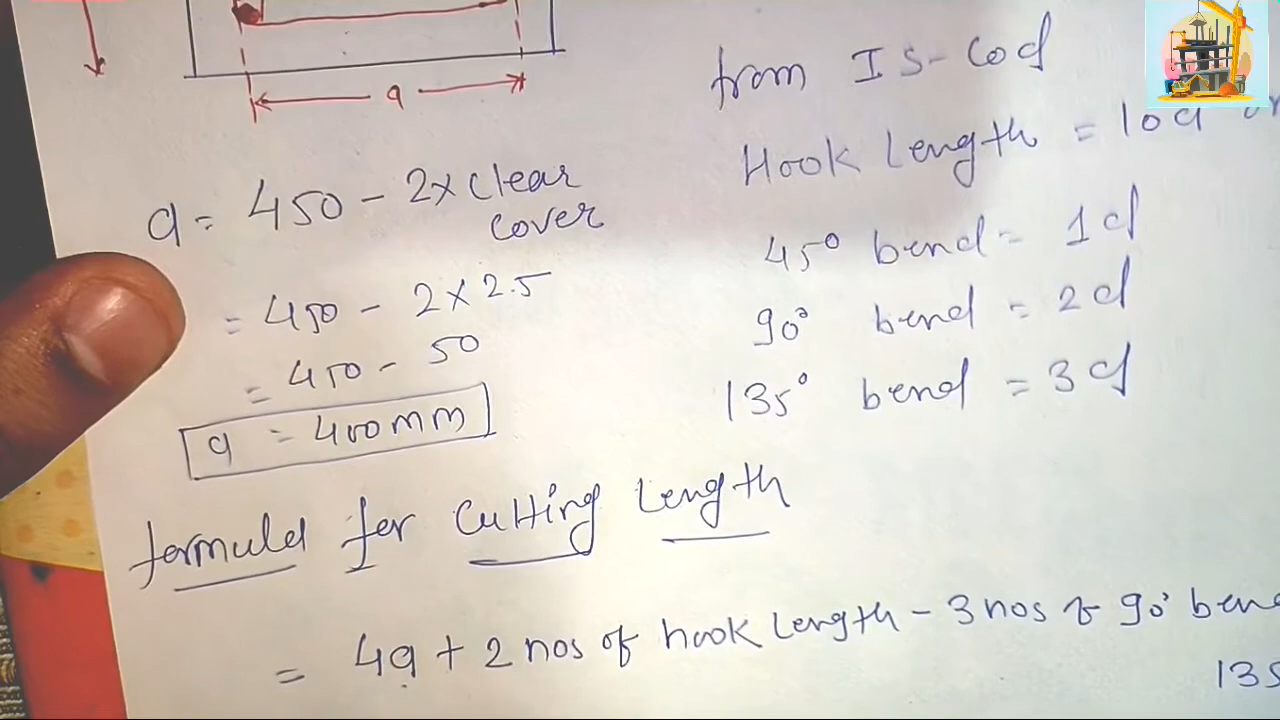 a
a = 450 - 2 x clear
cover
= 450 - 2 x 25
= 450 - 50
a = 400mm
from IS-Cod
Hook Length = 10d
45° bend = 1d
90° bend = 2d
135° bend = 3d
formula for Cutting Length
= 4a + 2 nos of hook Length - 3 nos of 90° bend
135